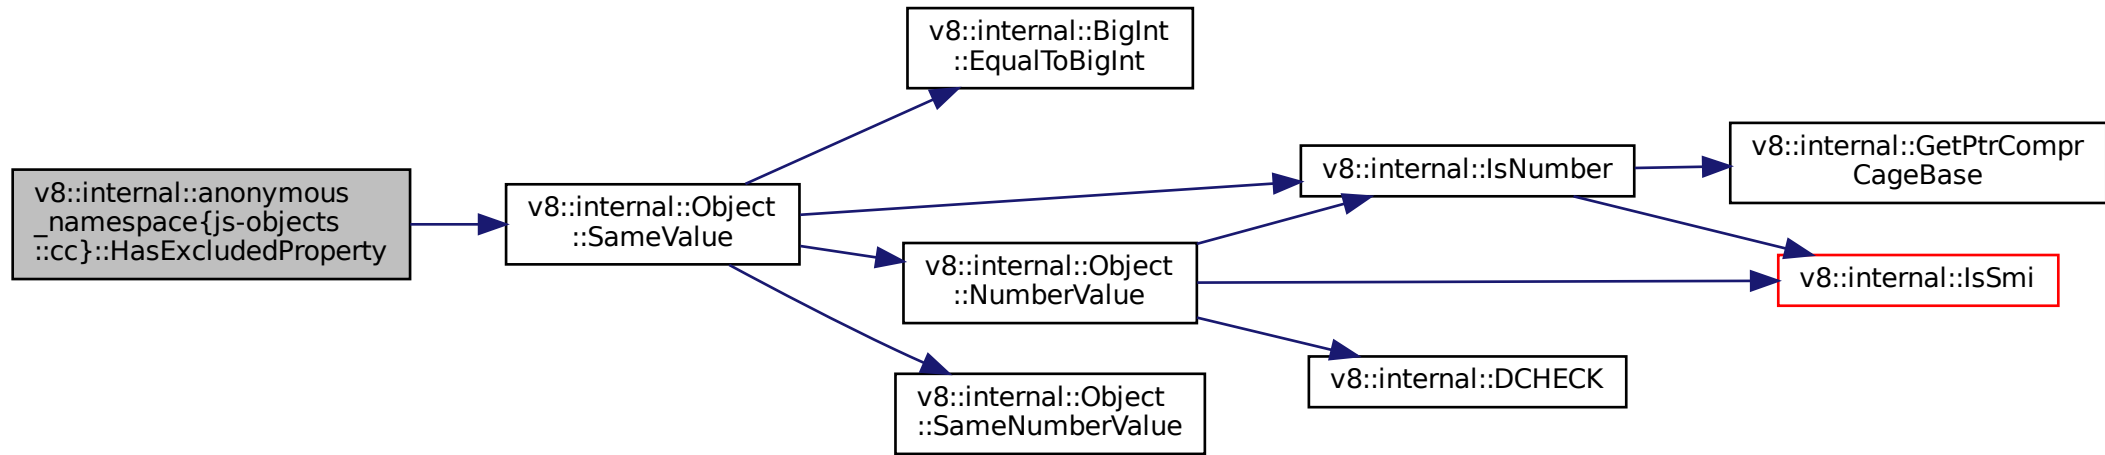 v8::internal::anonymous
_namespace{js-objects
::cc}::HasExcludedProperty
v8::internal::Object
::SameValue
v8::internal::BigInt
::EqualToBigInt
v8::internal::Object
::NumberValue
v8::internal::Object
::SameNumberValue
v8::internal::IsNumber
v8::internal::DCHECK
v8::internal::GetPtrCompr
CageBase
v8::internal::IsSmi